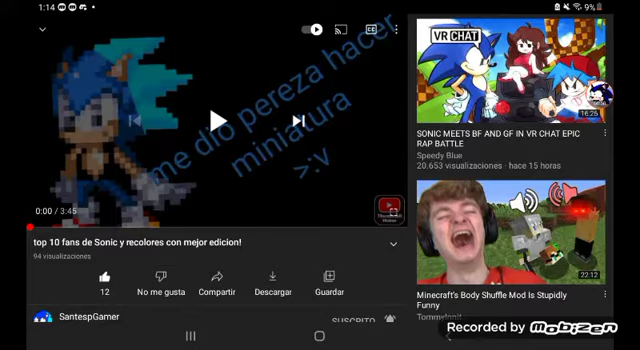 1:14
9%
me dio pereza hacer
miniatura
>:v
0:00 / 3:45
top 10 fans de Sonic y recolores con mejor edicion!
94 visualizaciones
12
No me gusta
Compartir
Descargar
Guardar
SantespGamer
SUSCRITO
VR CHAT
16:25
SONIC MEETS BF AND GF IN VR CHAT EPIC
RAP BATTLE
Speedy Blue
20.653 visualizaciones · hace 15 horas
22:12
Minecraft's Body Shuffle Mod Is Stupidly
Funny
TommyInnit
Recorded by Mobizen